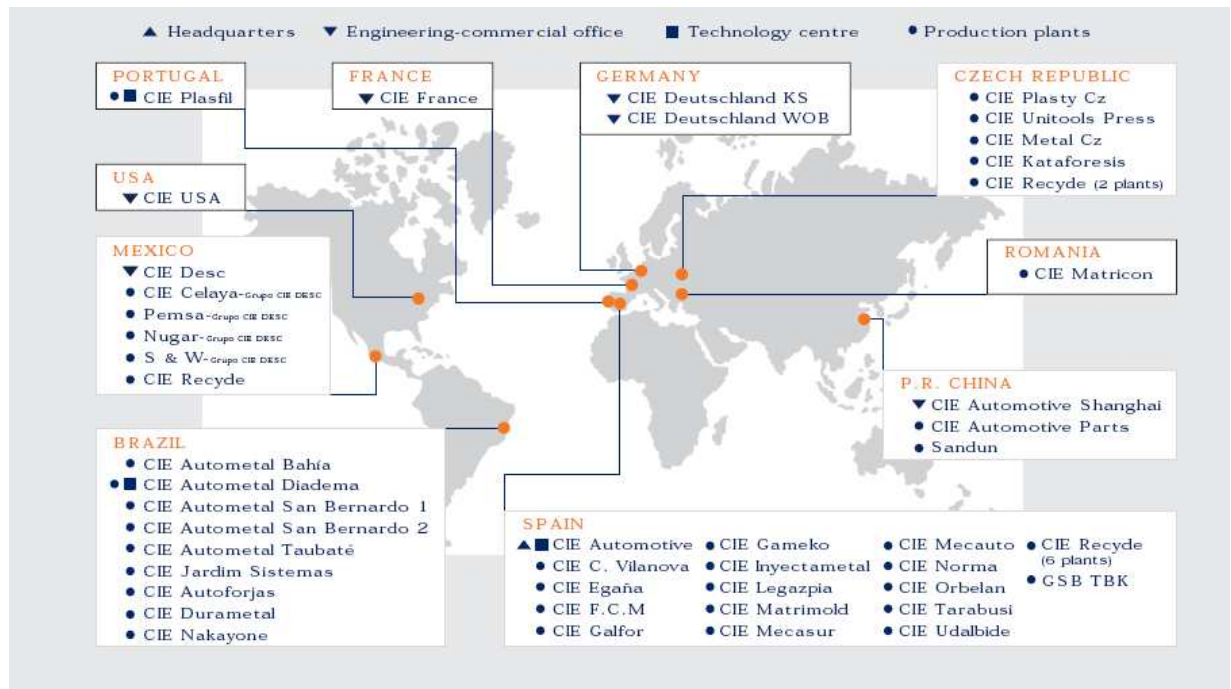 Headquarters Engineering-commercial office Technology centre Production plants
PORTUGAL
CIE Plasfil
FRANCE
CIE France
GERMANY
CIE Deutschland KS
CIE Deutschland WOB
CZECH REPUBLIC
CIE Plasty Cz
CIE Unitools Press
CIE Metal Cz
CIE Kataforesis
CIE Recyde (2 plants)
USA
CIE USA
MEXICO
CIE Desc
CIE Celaya-Grupo CIE DESC
Pemsa-Grupo CIE DESC
Nugar-Grupo CIE DESC
S & W-Grupo CIE DESC
CIE Recyde
ROMANIA
CIE Matricon
P.R. CHINA
CIE Automotive Shanghai
CIE Automotive Parts
Sandun
BRAZIL
CIE Autometal Bahía
CIE Autometal Diadema
CIE Autometal San Bernardo 1
CIE Autometal San Bernardo 2
CIE Autometal Taubaté
CIE Jardim Sistemas
CIE Autoforjas
CIE Durametal
CIE Nakayone
SPAIN
CIE Automotive
CIE C. Vilanova
CIE Egaña
CIE F.C.M
CIE Galfor
CIE Gameko
CIE Inyectametal
CIE Legazpia
CIE Matrimold
CIE Mecasur
CIE Mecauto
CIE Norma
CIE Orbelan
CIE Tarabusi
CIE Udalbide
CIE Recyde
(6 plants)
GSB TBK